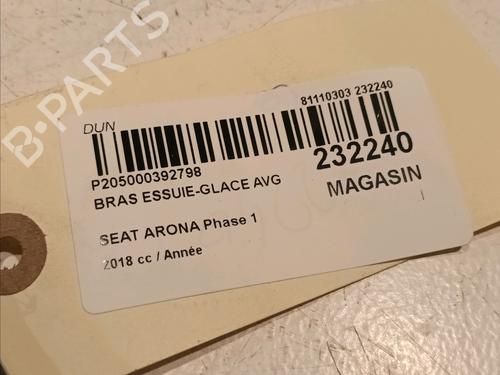 B-PARTS
DUN
81110303 232240
P205000392798
232240
BRAS ESSUIE-GLACE AVG
MAGASIN
SEAT ARONA Phase 1
2018 cc / Année